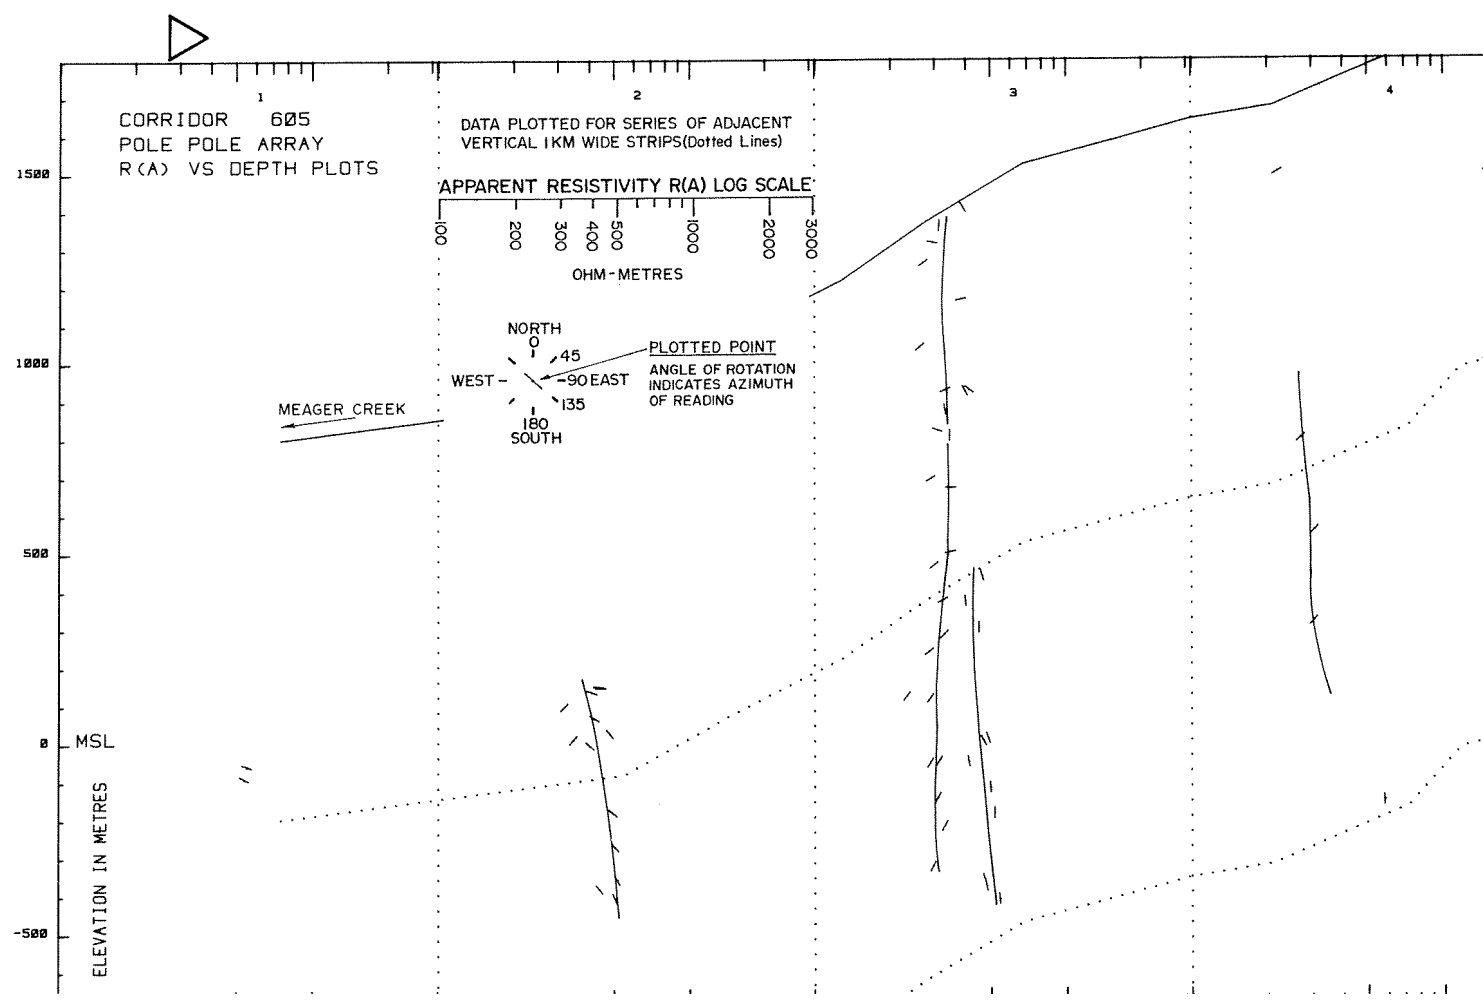 1
2
3
4
CORRIDOR 605
POLE POLE ARRAY
R(A) VS DEPTH PLOTS
DATA PLOTTED FOR SERIES OF ADJACENT
VERTICAL 1KM WIDE STRIPS(Dotted Lines)
APPARENT RESISTIVITY R(A) LOG SCALE
100
200
300
400
500
1000
2000
3000
OHM-METRES
NORTH
0
45
WEST
90 EAST
135
180
SOUTH
PLOTTED POINT
ANGLE OF ROTATION
INDICATES AZIMUTH
OF READING
MEAGER CREEK
1500
1000
500
0
MSL
-500
ELEVATION IN METRES